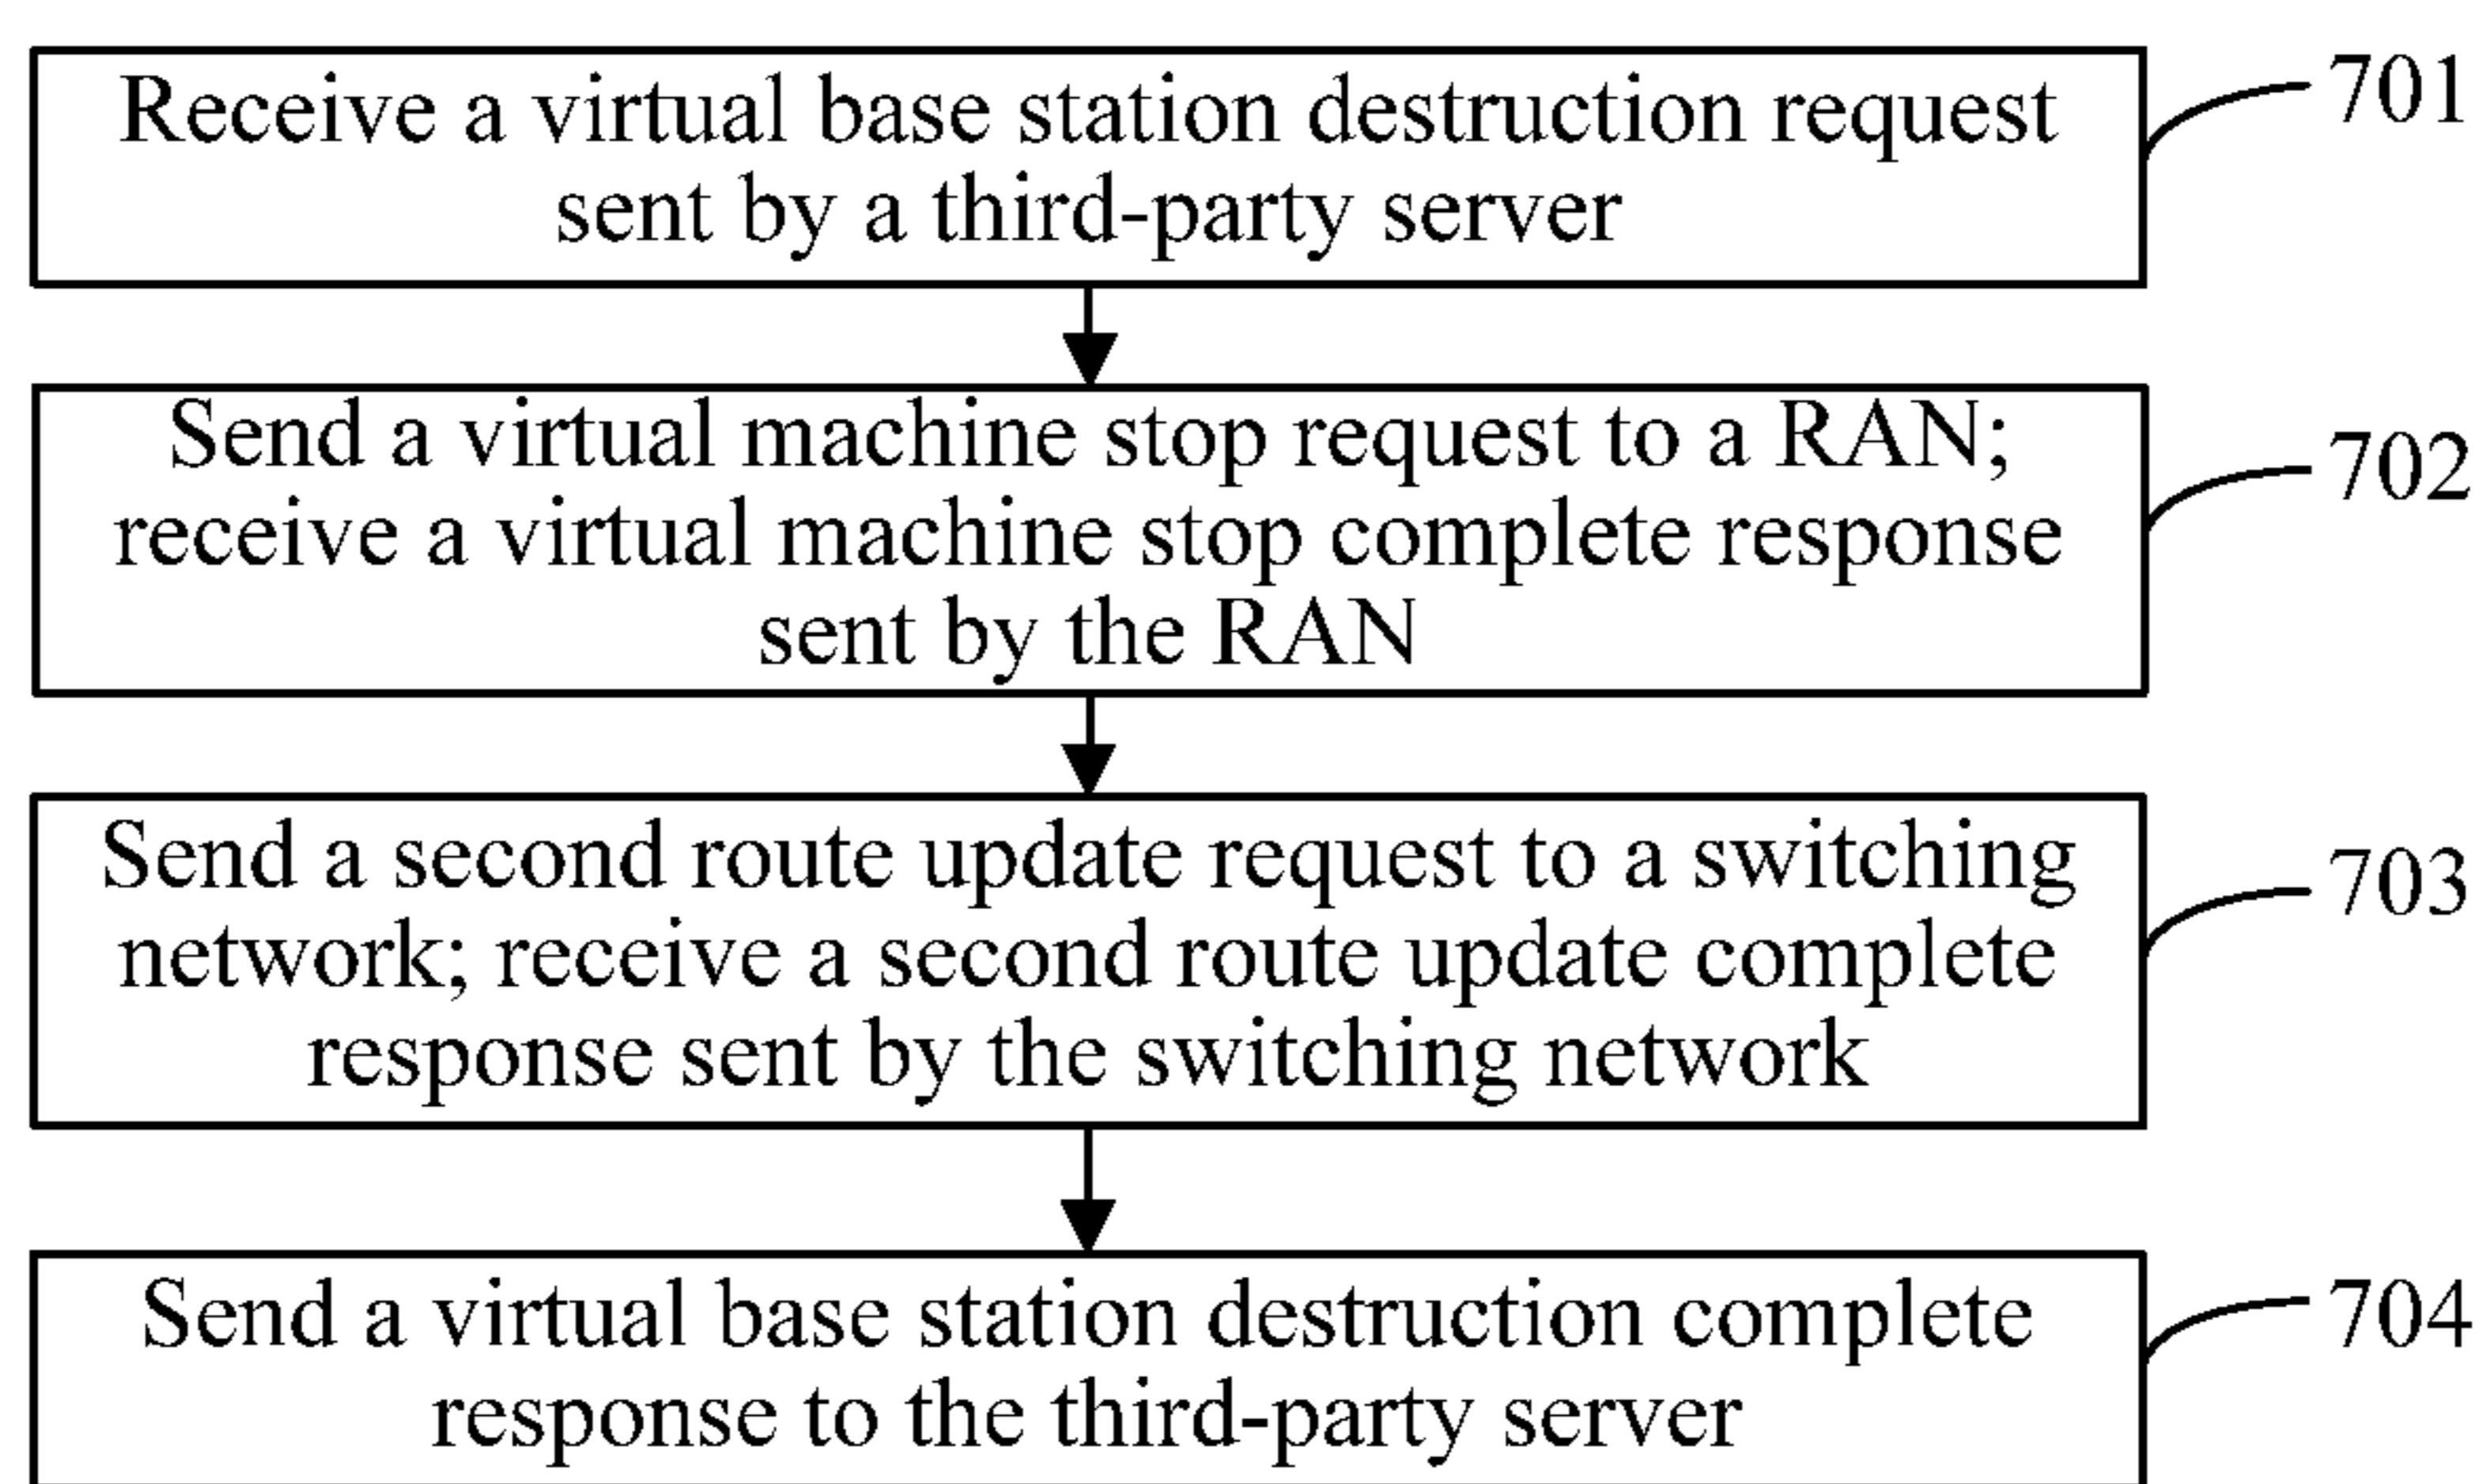 Receive a virtual base station destruction request
sent by a third-party server
701
Send a virtual machine stop request to a RAN;
receive a virtual machine stop complete response
sent by the RAN
702
Send a second route update request to a switching
network; receive a second route update complete
response sent by the switching network
703
Send a virtual base station destruction complete
response to the third-party server
704